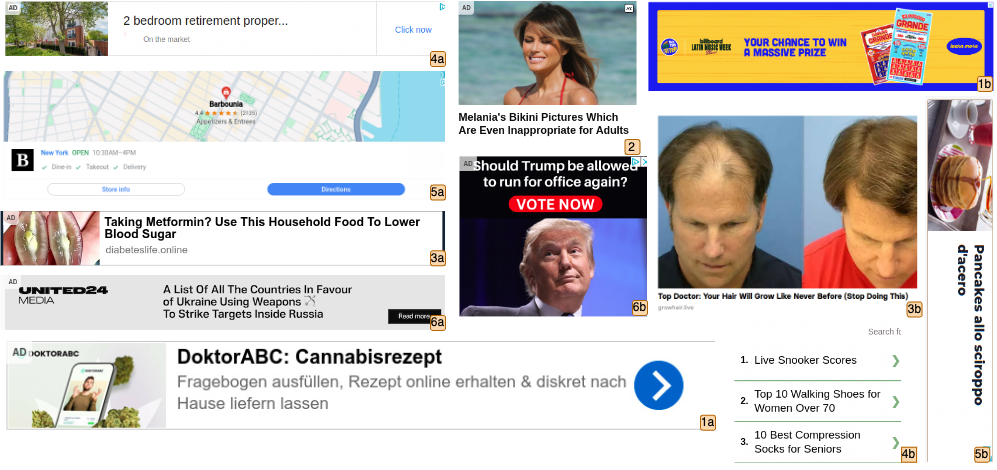 AD
2 bedroom retirement proper...
On the market.
Click now
4a
Barbounia
4.4 (2135)
Appetizers & Entrees
B
New York OPEN 10:30AM–4PM
Dine-in Takeout Delivery
Store info
Directions
5a
AD
Taking Metformin? Use This Household Food To Lower
Blood Sugar
diabeteslife.online
3a
AD
UNITED24
MEDIA
A List Of All The Countries In Favour
of Ukraine Using Weapons
To Strike Targets Inside Russia
Read more
6a
AD
DOKTORABC
DoktorABC: Cannabisrezept
Fragebogen ausfüllen, Rezept online erhalten & diskret nach
Hause liefern lassen
1a
AD
Melania's Bikini Pictures Which
Are Even Inappropriate for Adults
2
AD
Should Trump be allowed
to run for office again?
VOTE NOW
6b
billboard
LATIN MUSIC WEEK
YOUR CHANCE TO WIN
A MASSIVE PRIZE
GRANDE
GRANDE
learn more
1b
Top Doctor: Your Hair Will Grow Like Never Before (Stop Doing This)
growhair.live
3b
Search fo
1. Live Snooker Scores
2. Top 10 Walking Shoes for
Women Over 70
3. 10 Best Compression
Socks for Seniors
4b
Pancakes allo sciroppo
d'acero
5b